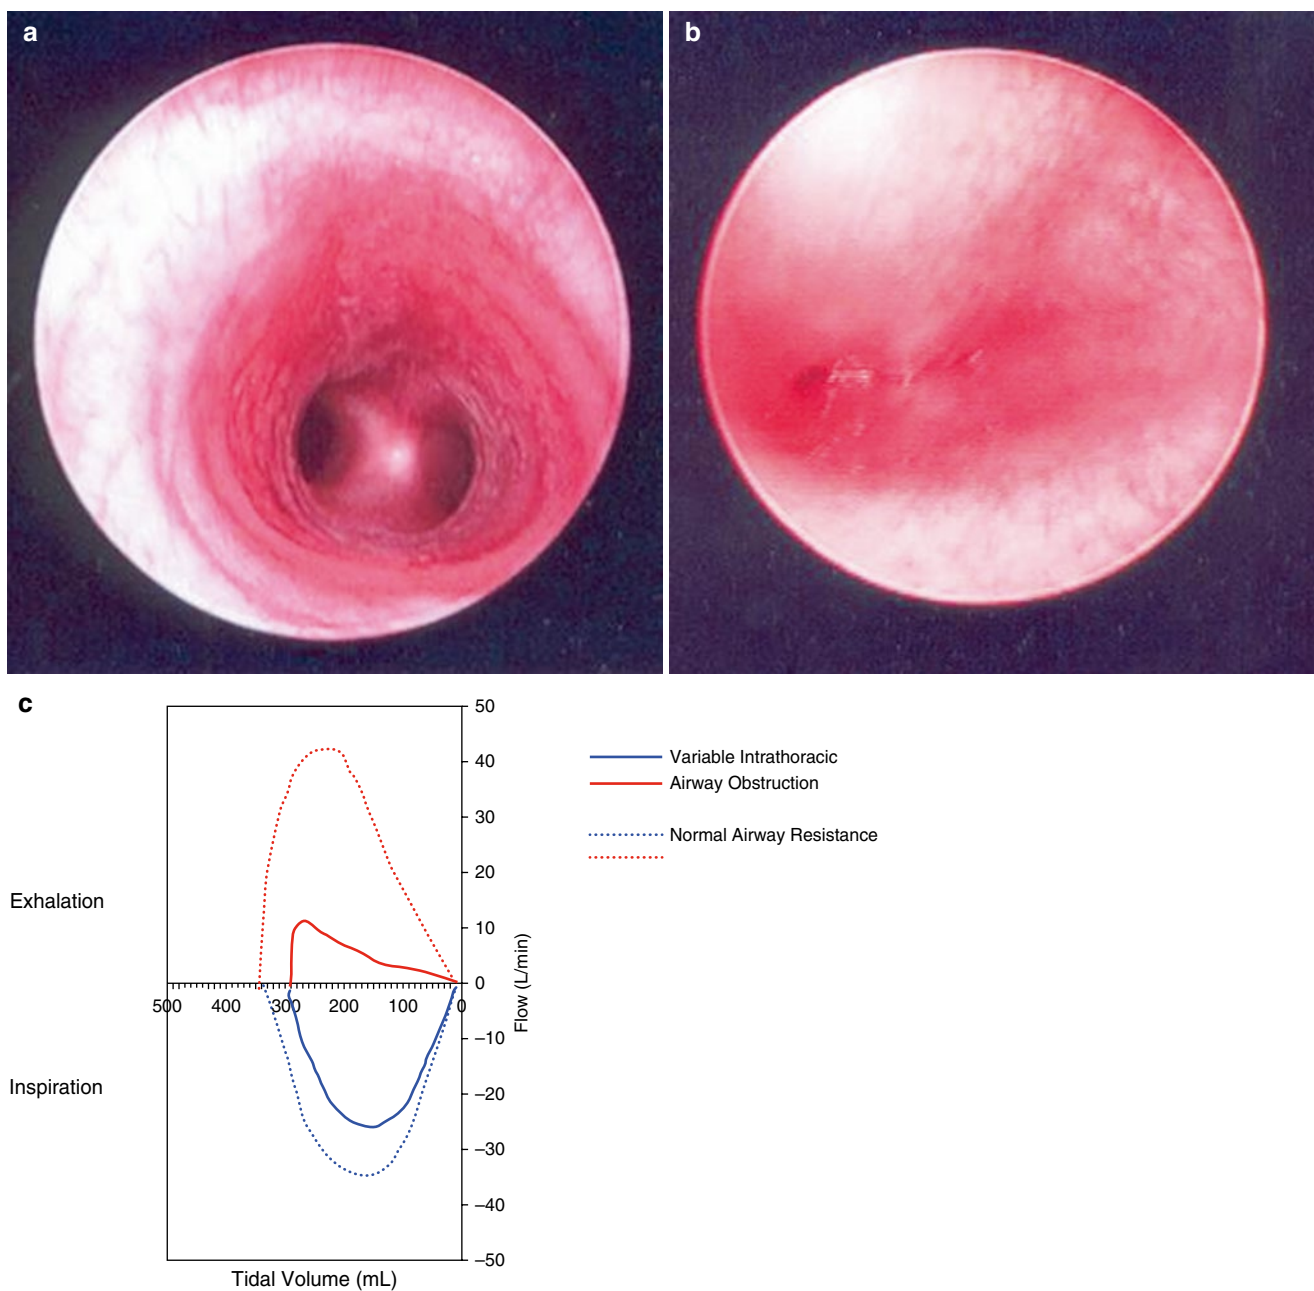 a
b
c
50
40
30
20
10
0
–10
–20
–30
–40
–50
Flow (L/min)
Exhalation
Inspiration
500 400 300 200 100 0
Tidal Volume (mL)
Variable Intrathoracic
Airway Obstruction
Normal Airway Resistance